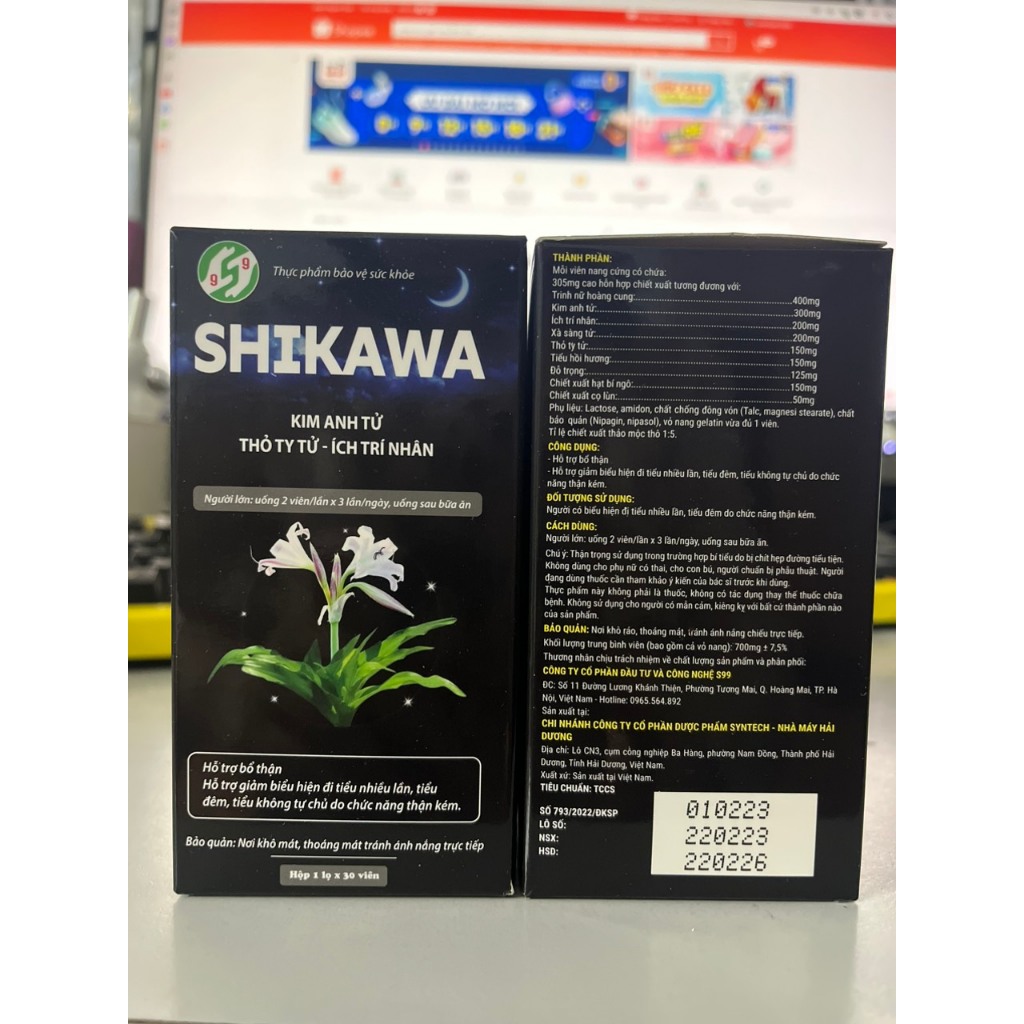 9 9
Thực phẩm bảo vệ sức khỏe
SHIKAWA
KIM ANH TỬ
THỎ TY TỬ - ÍCH TRÍ NHÂN
Người lớn: uống 2 viên/lần x 3 lần/ngày, uống sau bữa ăn
Hỗ trợ bổ thận
Hỗ trợ giảm biểu hiện đi tiểu nhiều lần, tiểu
đêm, tiểu không tự chủ do chức năng thận kém.
Bảo quản: Nơi khô mát, thoáng mát tránh ánh nắng trực tiếp
Hộp 1 lọ x 30 viên
THÀNH PHẦN:
Mỗi viên nang cứng có chứa:
305mg cao hỗn hợp chiết xuất tương đương với:
Trinh nữ hoàng cung:...400mg
Kim anh tử:...300mg
Ích trí nhân:...200mg
Xà sàng tử:...200mg
Thỏ ty tử:...150mg
Tiểu hồi hương:...150mg
Đỗ trọng:...125mg
Chiết xuất hạt bí ngô:...150mg
Chiết xuất cọ lùn:...50mg
Phụ liệu: Lactose, amidon, chất chống đông vón (Talc, magnesi stearate), chất
bảo quản (Nipagin, nipasol), vỏ nang gelatin vừa đủ 1 viên.
Tỉ lệ chiết xuất thảo mộc thô 1:5.
CÔNG DỤNG:
- Hỗ trợ bổ thận
- Hỗ trợ giảm biểu hiện đi tiểu nhiều lần, tiểu đêm, tiểu không tự chủ do chức
năng thận kém.
ĐỐI TƯỢNG SỬ DỤNG:
Người có biểu hiện đi tiểu nhiều lần, tiểu đêm do chức năng thận kém.
CÁCH DÙNG:
Người lớn: uống 2 viên/lần x 3 lần/ngày, uống sau bữa ăn.
Chú ý: Thận trọng sử dụng trong trường hợp bí tiểu do bị chít hẹp đường tiểu tiện.
Không dùng cho phụ nữ có thai, cho con bú, người chuẩn bị phẫu thuật. Người
đang dùng thuốc cần tham khảo ý kiến của bác sĩ trước khi dùng.
Thực phẩm này không phải là thuốc, không có tác dụng thay thế thuốc chữa
bệnh. Không sử dụng cho người có mẫn cảm, kiêng kỵ với bất cứ thành phần nào
của sản phẩm.
BẢO QUẢN: Nơi khô ráo, thoáng mát, tránh ánh nắng chiếu trực tiếp.
Khối lượng trung bình viên (bao gồm cả vỏ nang): 700mg ± 7,5%
Thương nhân chịu trách nhiệm về chất lượng sản phẩm và phân phối:
CÔNG TY CỔ PHẦN ĐẦU TƯ VÀ CÔNG NGHỆ S99
ĐC: Số 11 Đường Lương Khánh Thiện, Phường Tương Mai, Q. Hoàng Mai, TP. Hà
Nội, Việt Nam - Hotline: 0965.564.892
Sản xuất tại:
CHI NHÁNH CÔNG TY CỔ PHẦN DƯỢC PHẨM SYNTECH - NHÀ MÁY HẢI
DƯƠNG
Địa chỉ: Lô CN3, cụm công nghiệp Ba Hàng, phường Nam Đồng, Thành phố Hải
Dương, Tỉnh Hải Dương, Việt Nam.
Xuất xứ: Sản xuất tại Việt Nam.
TIÊU CHUẨN: TCCS
SỐ 793/2022/ĐKSP
LÔ SỐ: 010223
NSX: 220223
HSD: 220226